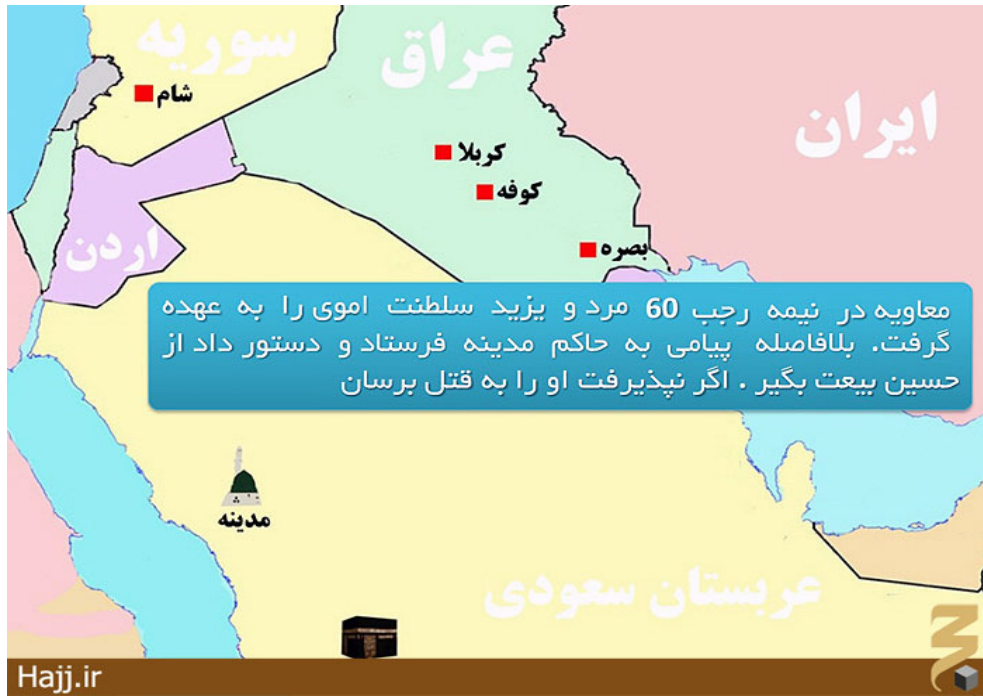 سوریه
عراق
ایران
شام
کربلا
کوفه
بصره
اردن
معاویه در نیمه رجب 60 مرد و یزید سلطنت اموی را به عهده
گرفت. بلافاصله پیامی به حاکم مدینه فرستاد و دستور داد از
حسین بیعت بگیر . اگر نپذیرفت او را به قتل برسان
مدینه
عربستان سعودی
Hajj.ir